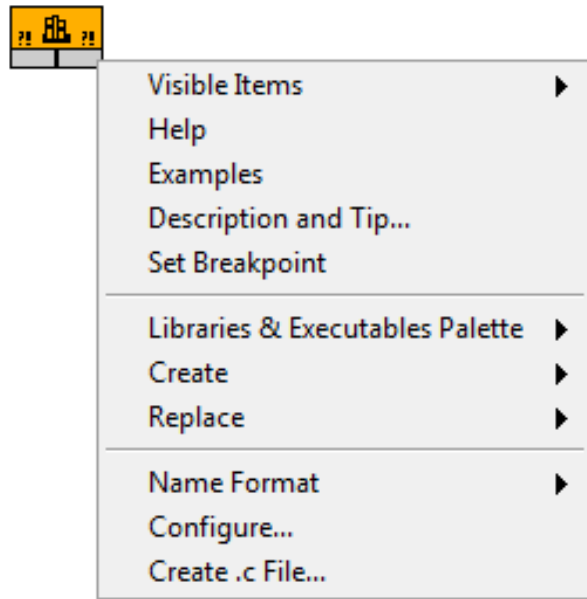 ?! ?!
Visible Items
Help
Examples
Description and Tip...
Set Breakpoint
Libraries & Executables Palette
Create
Replace
Name Format
Configure...
Create .c File...